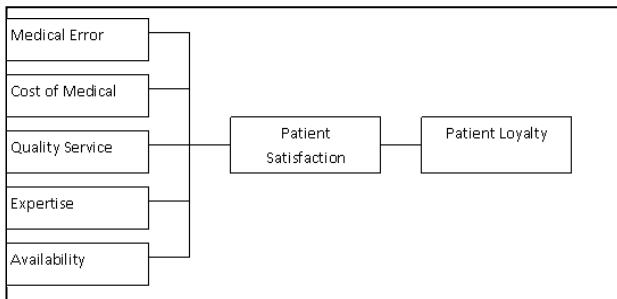 Medical Error
Cost of Medical
Quality Service
Expertise
Availability
Patient
Satisfaction
Patient Loyalty